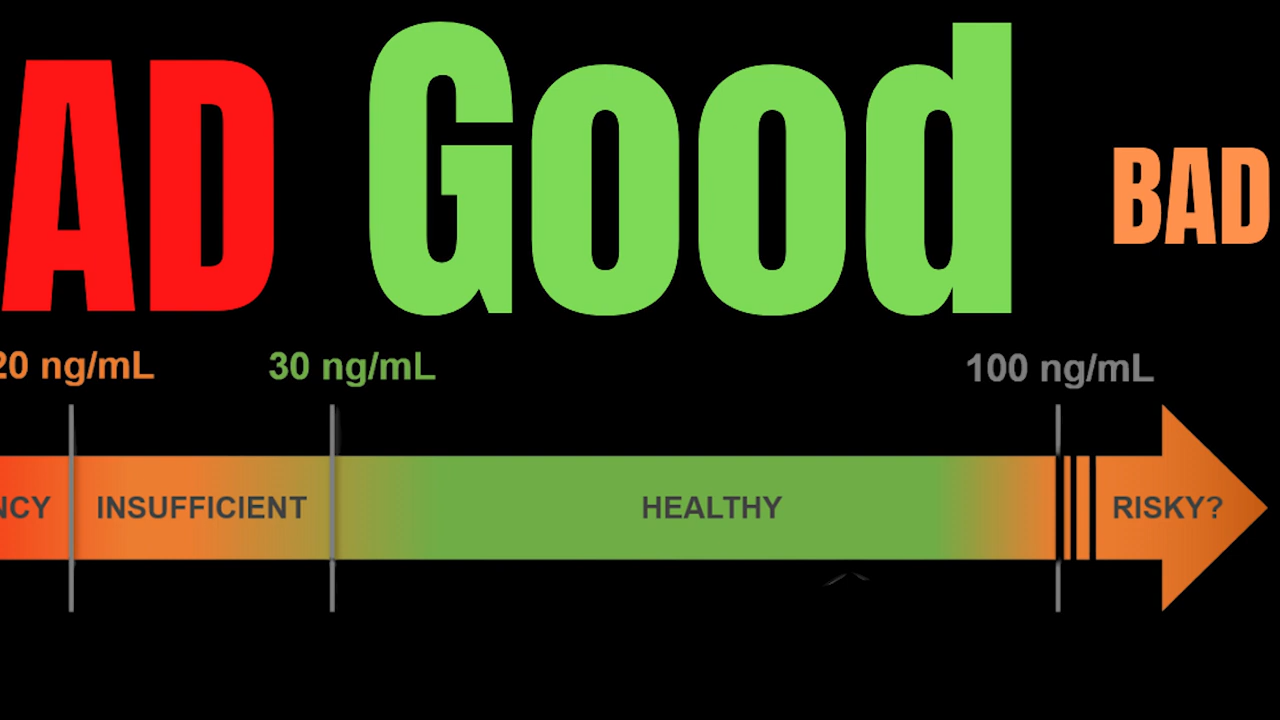 AD Good BAD
20 ng/mL 30 ng/mL 100 ng/mL
NCY INSUFFICIENT HEALTHY RISKY?